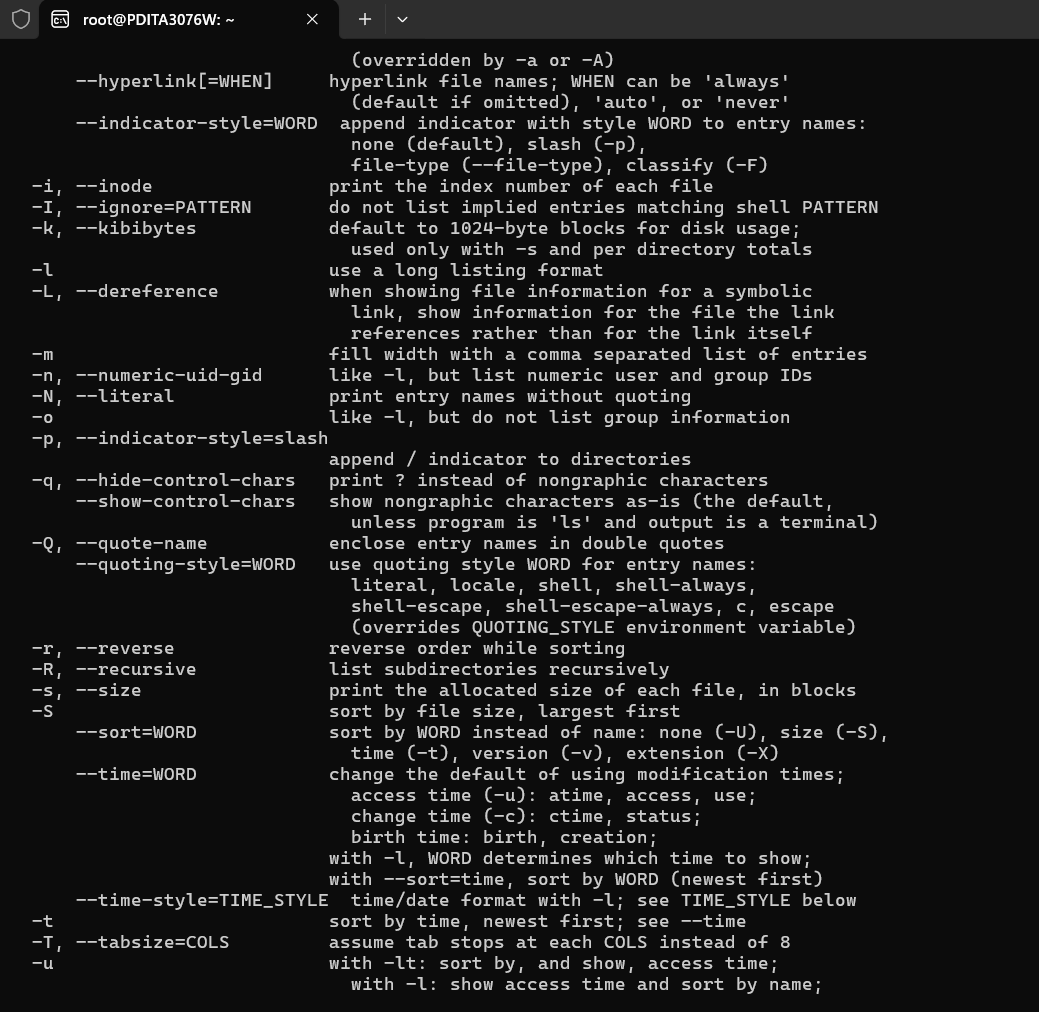 root@PDITA3076W: ~
(overridden by -a or -A)
--hyperlink[=WHEN] hyperlink file names; WHEN can be 'always'
(default if omitted), 'auto', or 'never'
--indicator-style=WORD append indicator with style WORD to entry names:
none (default), slash (-p),
file-type (--file-type), classify (-F)
-i, --inode print the index number of each file
-I, --ignore=PATTERN do not list implied entries matching shell PATTERN
-k, --kibibytes default to 1024-byte blocks for disk usage;
used only with -s and per directory totals
-l use a long listing format
-L, --dereference when showing file information for a symbolic
link, show information for the file the link
references rather than for the link itself
-m fill width with a comma separated list of entries
-n, --numeric-uid-gid like -l, but list numeric user and group IDs
-N, --literal print entry names without quoting
-o like -l, but do not list group information
-p, --indicator-style=slash
append / indicator to directories
-q, --hide-control-chars print ? instead of nongraphic characters
--show-control-chars show nongraphic characters as-is (the default,
unless program is 'ls' and output is a terminal)
-Q, --quote-name enclose entry names in double quotes
--quoting-style=WORD use quoting style WORD for entry names:
literal, locale, shell, shell-always,
shell-escape, shell-escape-always, c, escape
(overrides QUOTING_STYLE environment variable)
-r, --reverse reverse order while sorting
-R, --recursive list subdirectories recursively
-s, --size print the allocated size of each file, in blocks
-S sort by file size, largest first
--sort=WORD sort by WORD instead of name: none (-U), size (-S),
time (-t), version (-v), extension (-X)
--time=WORD change the default of using modification times;
access time (-u): atime, access, use;
change time (-c): ctime, status;
birth time: birth, creation;
with -l, WORD determines which time to show;
with --sort=time, sort by WORD (newest first)
--time-style=TIME_STYLE time/date format with -l; see TIME_STYLE below
-t sort by time, newest first; see --time
-T, --tabsize=COLS assume tab stops at each COLS instead of 8
-u with -lt: sort by, and show, access time;
with -l: show access time and sort by name;